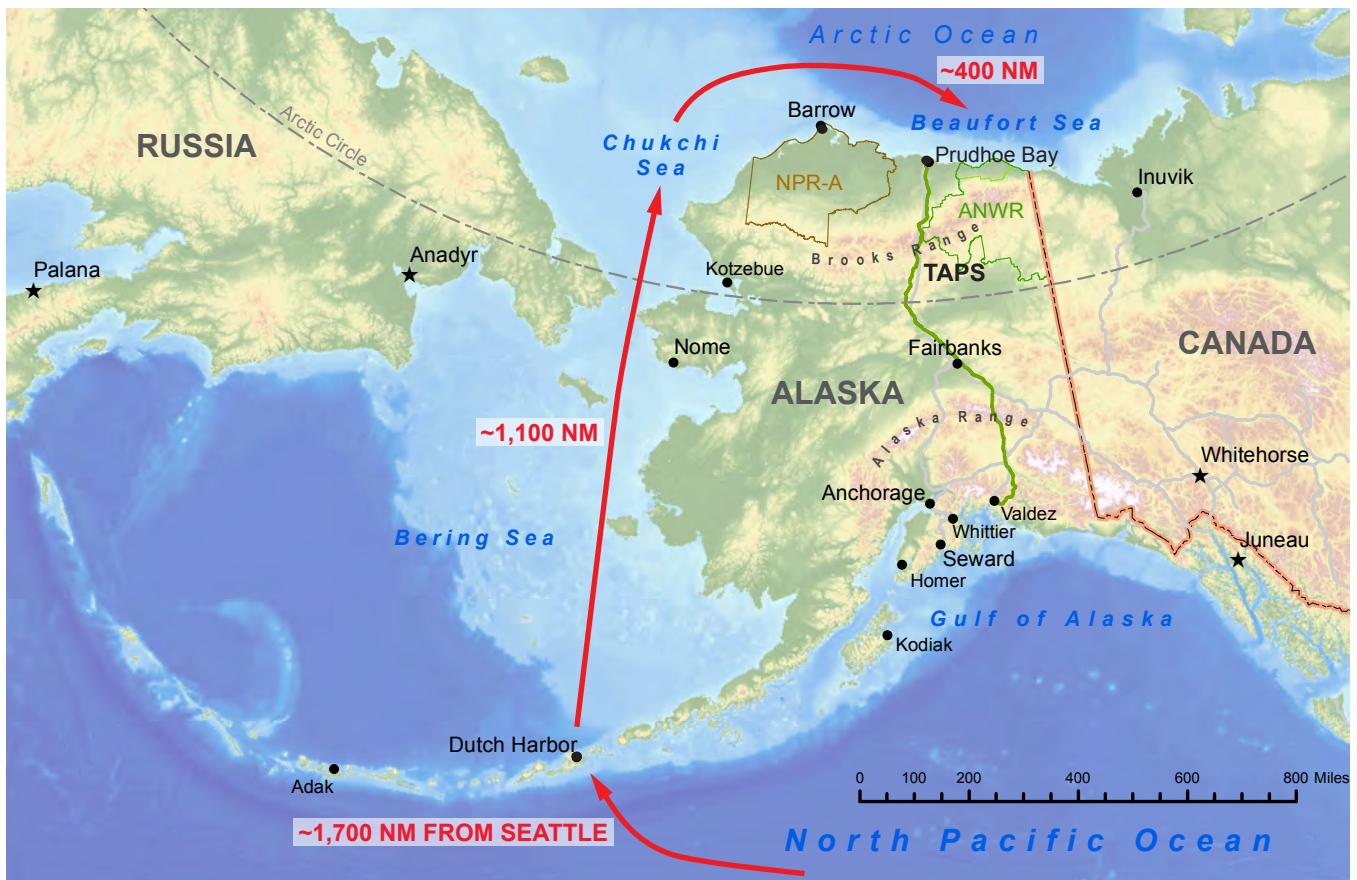 Arctic Ocean
~400 NM
Barrow
Beaufort Sea
Arctic Circle
RUSSIA
Chukchi
Sea
Prudhoe Bay
NPR-A
Inuvik
ANWR
Brooks Range
Palana
Anadyr
Kotzebue
TAPS
Nome
Fairbanks
CANADA
ALASKA
~1,100 NM
Alaska Range
Whitehorse
Anchorage
Valdez
Whittier
Bering Sea
Seward
Juneau
Homer
Gulf of Alaska
Kodiak
Dutch Harbor
Adak
0 100 200 400 600 800 Miles
~1,700 NM FROM SEATTLE
North Pacific Ocean